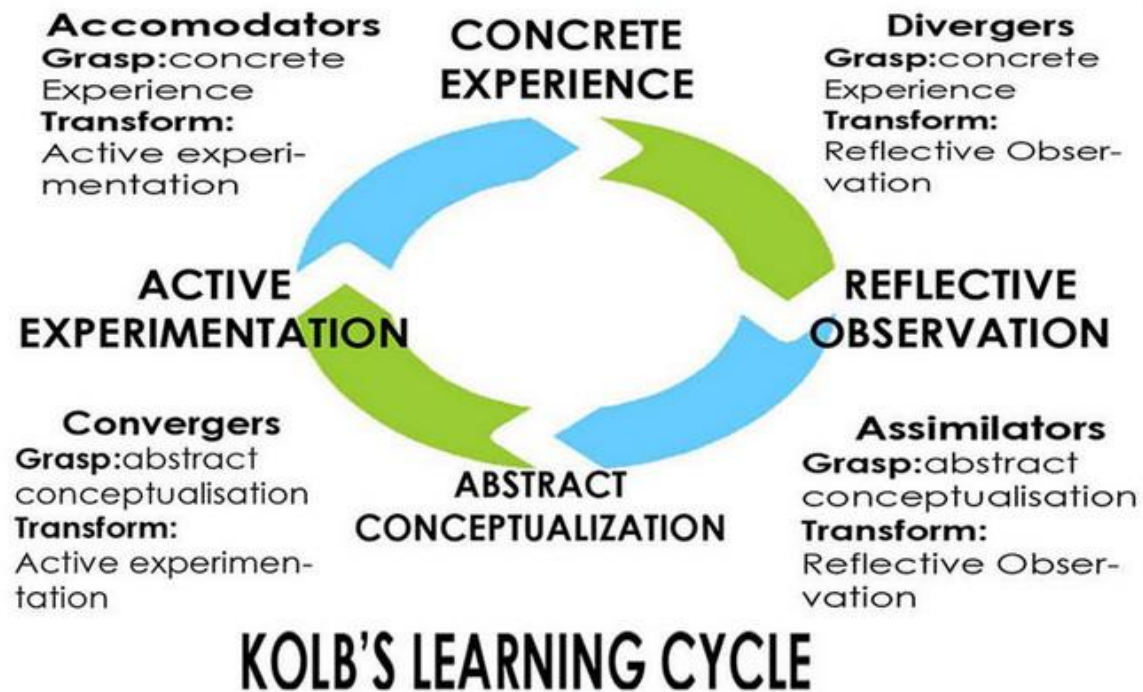 Accomodators
Grasp:concrete
Experience
Transform:
Active experi-
mentation
CONCRETE
EXPERIENCE
Divergers
Grasp:concrete
Experience
Transform:
Reflective Obser-
vation
ACTIVE
EXPERIMENTATION
REFLECTIVE
OBSERVATION
Convergers
Grasp:abstract
conceptualisation
Transform:
Active experimen-
tation
ABSTRACT
CONCEPTUALIZATION
Assimilators
Grasp:abstract
conceptualisation
Transform:
Reflective Obser-
vation
KOLB'S LEARNING CYCLE